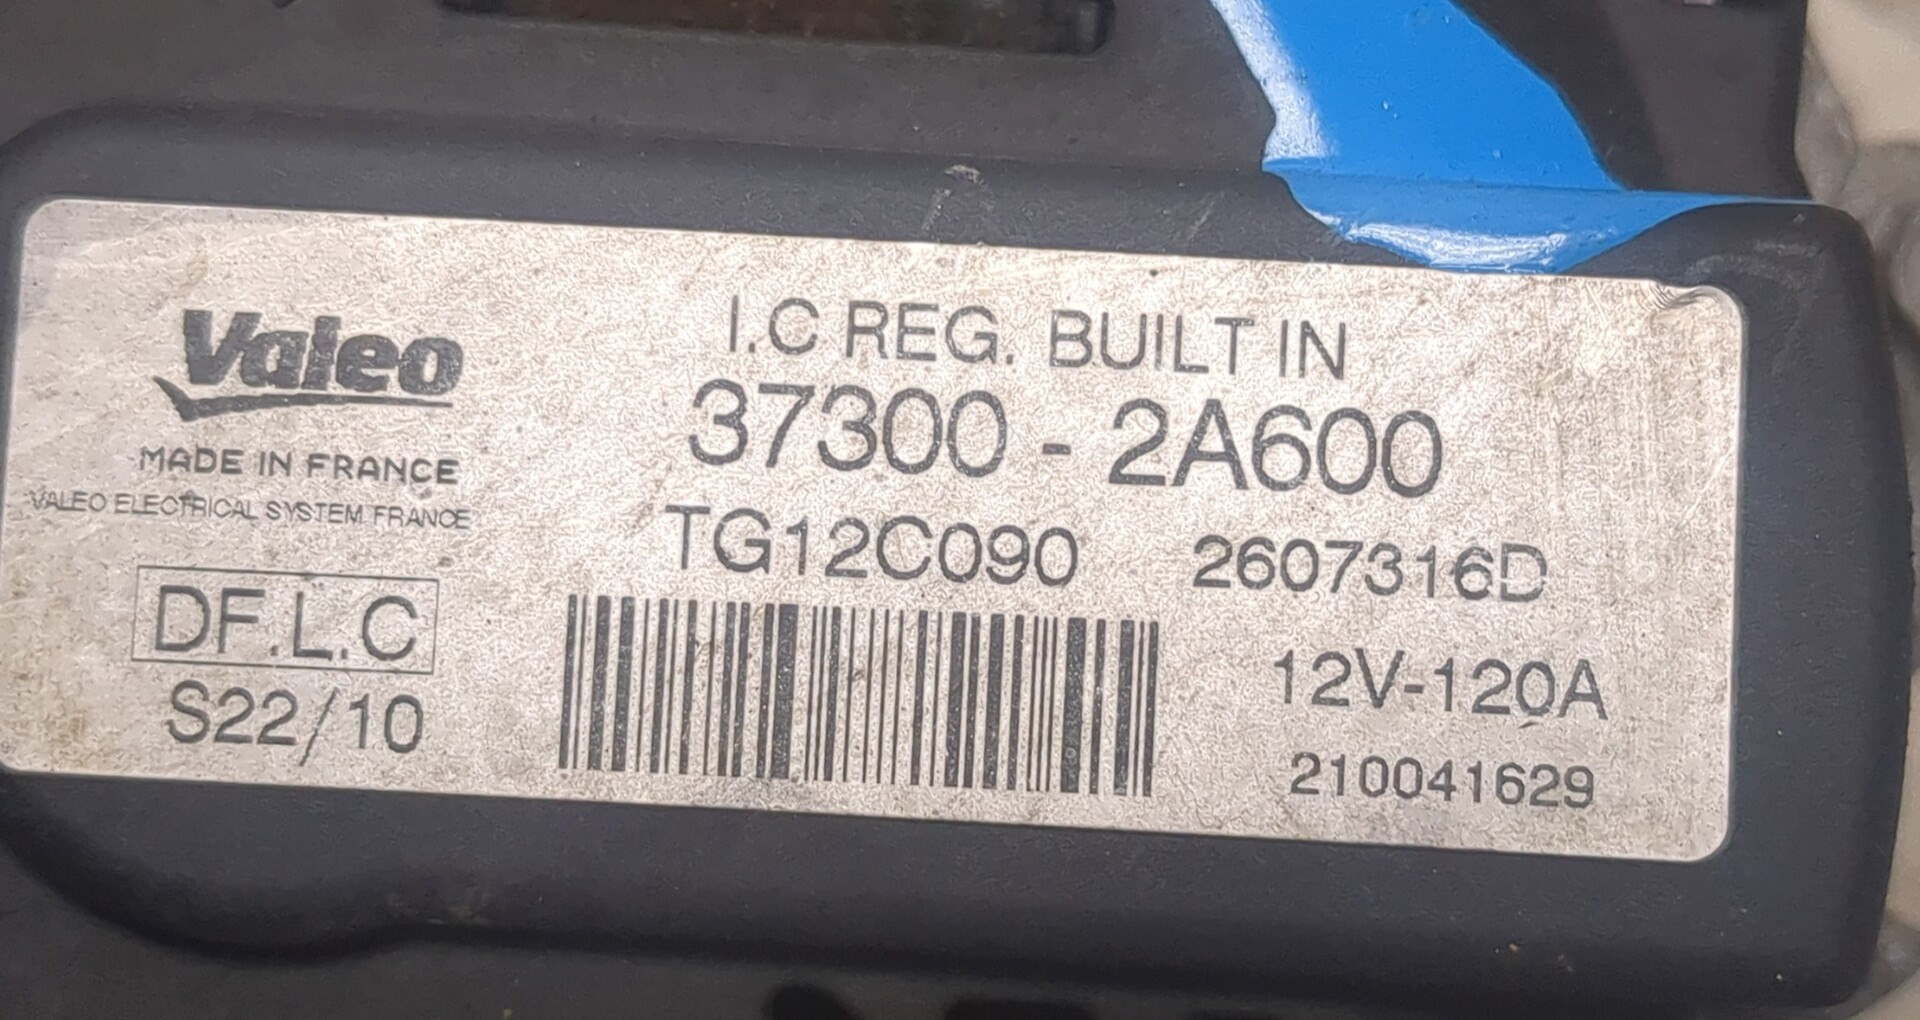 Valeo
MADE IN FRANCE
VALEO ELECTRICAL SYSTEM FRANCE
DF.L.C
S22/10
I.C REG. BUILT IN
37300-2A600
TG12C090 2607316D
12V-120A
210041629